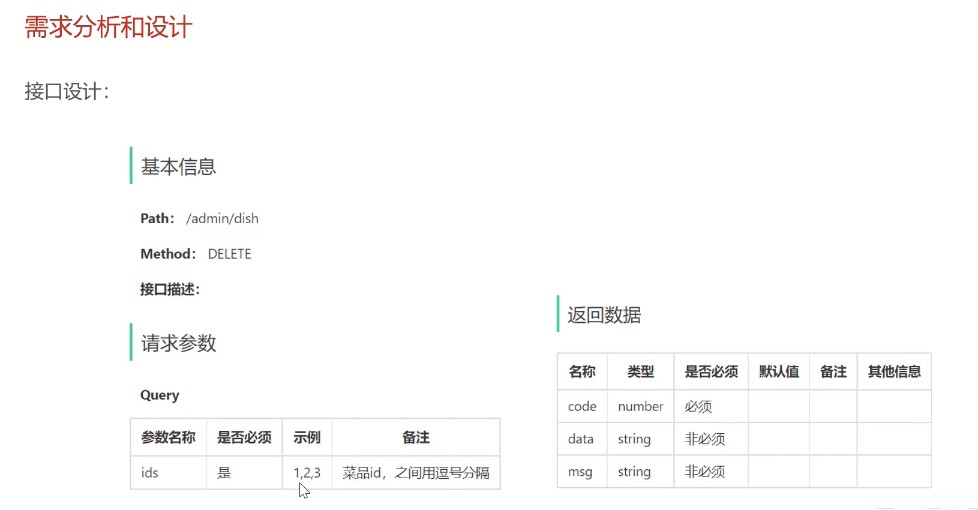 需求分析和设计
接口设计：
基本信息
Path： /admin/dish
Method： DELETE
接口描述：
请求参数
Query
参数名称 是否必须 示例 备注
ids 是 1,2,3 菜品id，之间用逗号分隔
返回数据
名称 类型 是否必须 默认值 备注 其他信息
code number 必须
data string 非必须
msg string 非必须